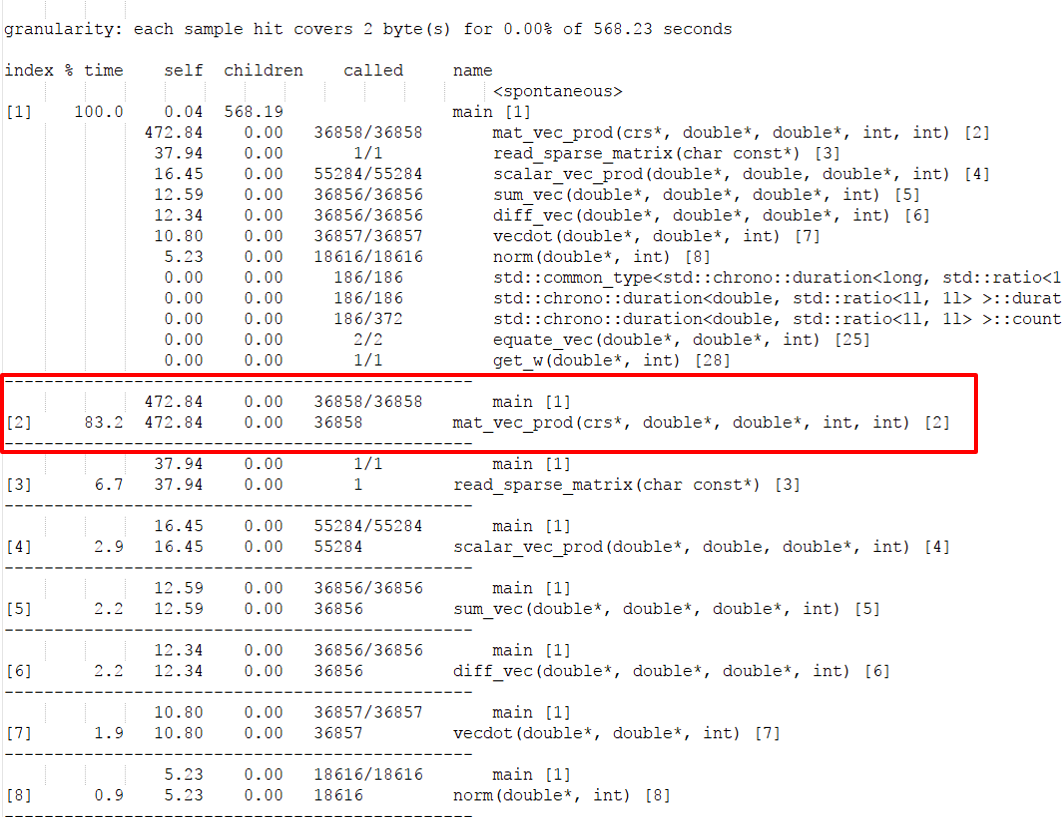 granularity: each sample hit covers 2 byte(s) for 0.00% of 568.23 seconds
index % time self children called name
<spontaneous>
[1] 100.0 0.04 568.19 main [1]
472.84 0.00 36858/36858 mat_vec_prod(crs*, double*, double*, int, int) [2]
37.94 0.00 1/1 read_sparse_matrix(char const*) [3]
16.45 0.00 55284/55284 scalar_vec_prod(double*, double, double*, int) [4]
12.59 0.00 36856/36856 sum_vec(double*, double*, double*, int) [5]
12.34 0.00 36856/36856 diff_vec(double*, double*, double*, int) [6]
10.80 0.00 36857/36857 vecdot(double*, double*, int) [7]
5.23 0.00 18616/18616 norm(double*, int) [8]
0.00 0.00 186/186 std::common_type<std::chrono::duration<long, std::ratio<1
0.00 0.00 186/186 std::chrono::duration<double, std::ratio<1l, 1l> >::durat
0.00 0.00 186/372 std::chrono::duration<double, std::ratio<1l, 1l> >::count
0.00 0.00 2/2 equate_vec(double*, double*, int) [25]
0.00 0.00 1/1 get_w(double*, int) [28]
-----------------------------------------------
472.84 0.00 36858/36858 main [1]
[2] 83.2 472.84 0.00 36858 mat_vec_prod(crs*, double*, double*, int, int) [2]
-----------------------------------------------
37.94 0.00 1/1 main [1]
[3] 6.7 37.94 0.00 1 read_sparse_matrix(char const*) [3]
-----------------------------------------------
16.45 0.00 55284/55284 main [1]
[4] 2.9 16.45 0.00 55284 scalar_vec_prod(double*, double, double*, int) [4]
-----------------------------------------------
12.59 0.00 36856/36856 main [1]
[5] 2.2 12.59 0.00 36856 sum_vec(double*, double*, double*, int) [5]
-----------------------------------------------
12.34 0.00 36856/36856 main [1]
[6] 2.2 12.34 0.00 36856 diff_vec(double*, double*, double*, int) [6]
-----------------------------------------------
10.80 0.00 36857/36857 main [1]
[7] 1.9 10.80 0.00 36857 vecdot(double*, double*, int) [7]
-----------------------------------------------
5.23 0.00 18616/18616 main [1]
[8] 0.9 5.23 0.00 18616 norm(double*, int) [8]
-----------------------------------------------